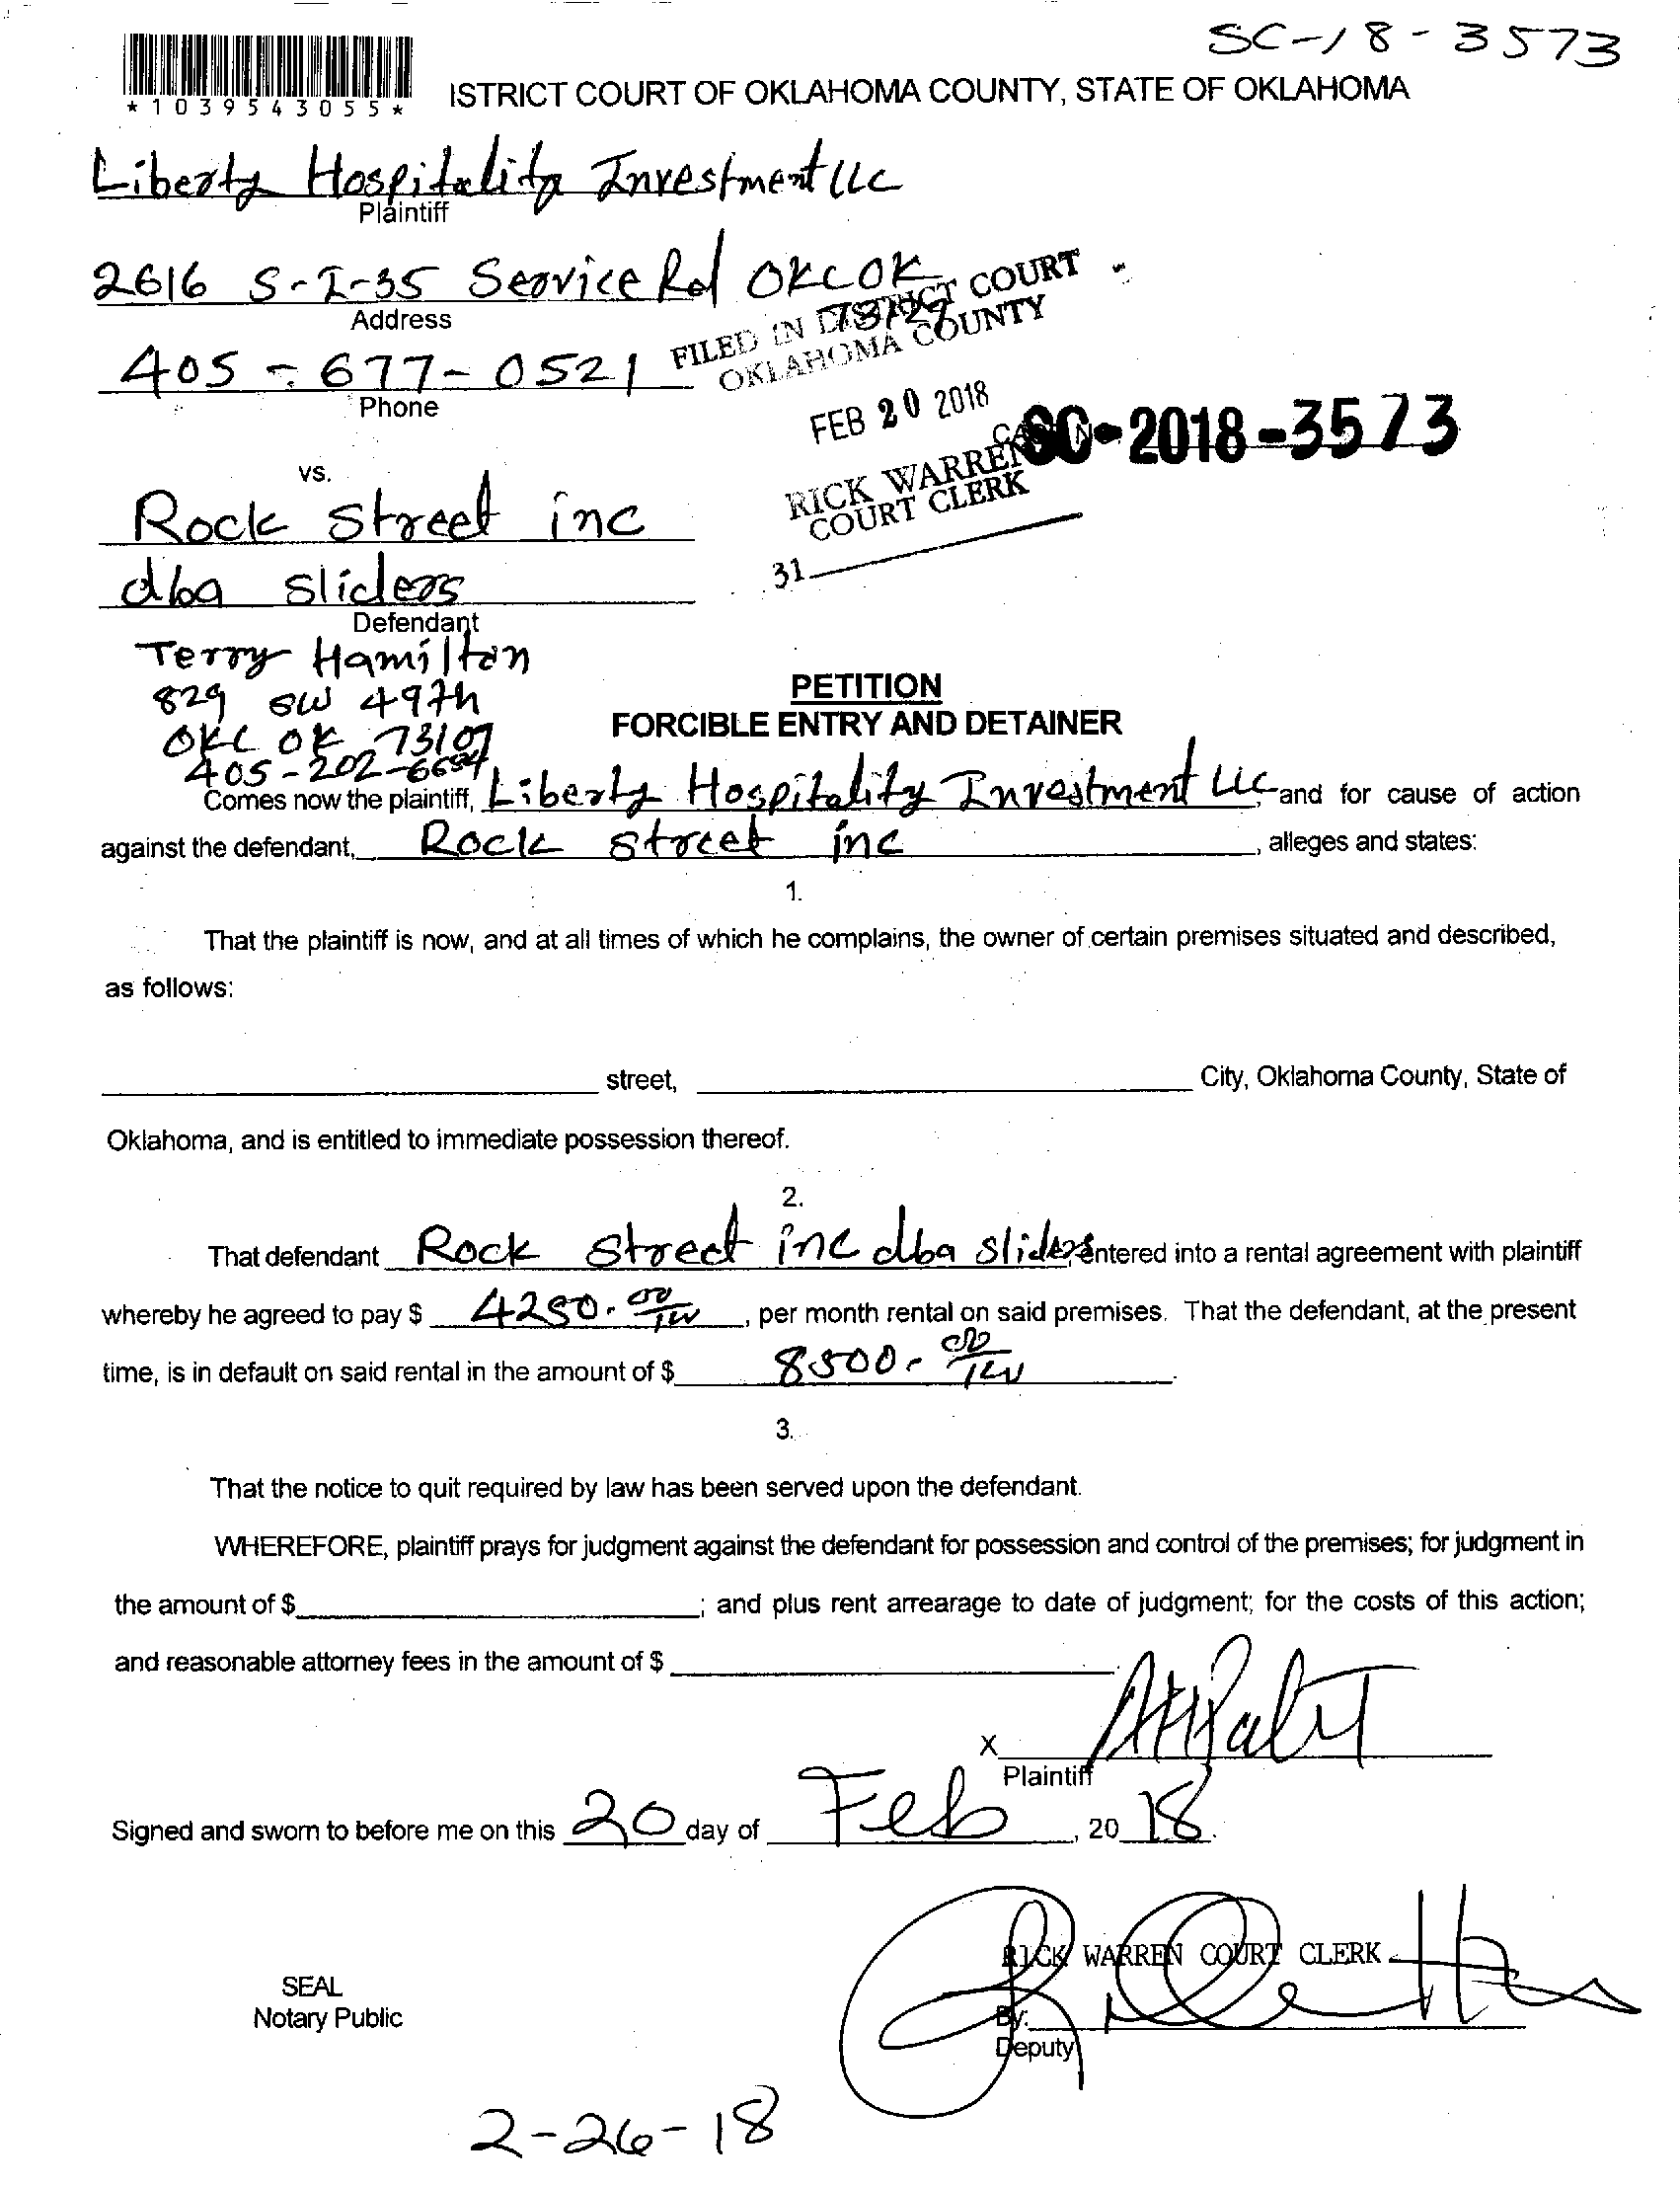 SC-18-3573
*1039543055*
ISTRICT COURT OF OKLAHOMA COUNTY, STATE OF OKLAHOMA
Liberty Hospitality Investment LLC
Plaintiff
2616 S-I-35 Service Rd OKC OK
73129
Address
FILED IN DISTRICT COURT
OKLAHOMA COUNTY
405-677-0521
Phone
FEB 20 2018
SC-2018-3573
RICK WARREN
COURT CLERK
31
vs.
Rock street inc
dba sliders
Defendant
Terry Hamilton
829 SW 49th
OKC OK 73107
405-202-
PETITION
FORCIBLE ENTRY AND DETAINER
Comes now the plaintiff, Liberty Hospitality Investment LLC, and for cause of action
against the defendant, Rock street inc, alleges and states:
1.
That the plaintiff is now, and at all times of which he complains, the owner of certain premises situated and described,
as follows:
street, City, Oklahoma County, State of
Oklahoma, and is entitled to immediate possession thereof.
2.
That defendant Rock street inc dba sliders, entered into a rental agreement with plaintiff
whereby he agreed to pay $ 4250.00, per month rental on said premises. That the defendant, at the present
time, is in default on said rental in the amount of $ 8500.00.
3.
That the notice to quit required by law has been served upon the defendant.
WHEREFORE, plaintiff prays for judgment against the defendant for possession and control of the premises; for judgment in
the amount of $ ; and plus rent arrearage to date of judgment; for the costs of this action;
and reasonable attorney fees in the amount of $
X
Plaintiff
Signed and sworn to before me on this 20 day of Feb, 20 18.
RICK WARREN COURT CLERK
SEAL
Notary Public
By:
Deputy
2-26-18